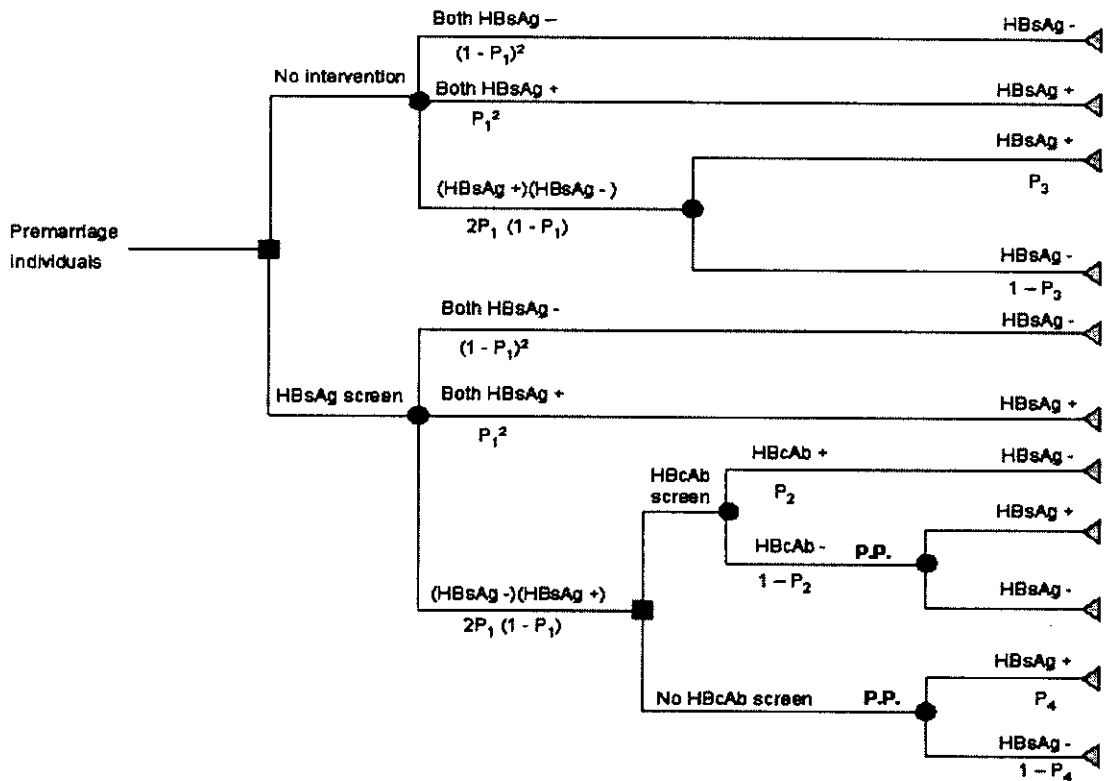 Both HBsAg –
HBsAg -
(1 - P₁)²
No intervention
Both HBsAg +
HBsAg +
P₁²
HBsAg +
P₃
(HBsAg +)(HBsAg - )
2P₁ (1 - P₁)
Premarriage
individuals
HBsAg -
1 – P₃
Both HBsAg -
HBsAg -
(1 - P₁)²
HBsAg screen
Both HBsAg +
HBsAg +
P₁²
HBcAb
screen
HBcAb +
HBsAg -
P₂
HBsAg +
HBcAb -
P.P.
1 – P₂
HBsAg -
(HBsAg -)(HBsAg +)
2P₁ (1 - P₁)
HBsAg +
No HBcAb screen
P.P.
P₄
HBsAg -
1 – P₄